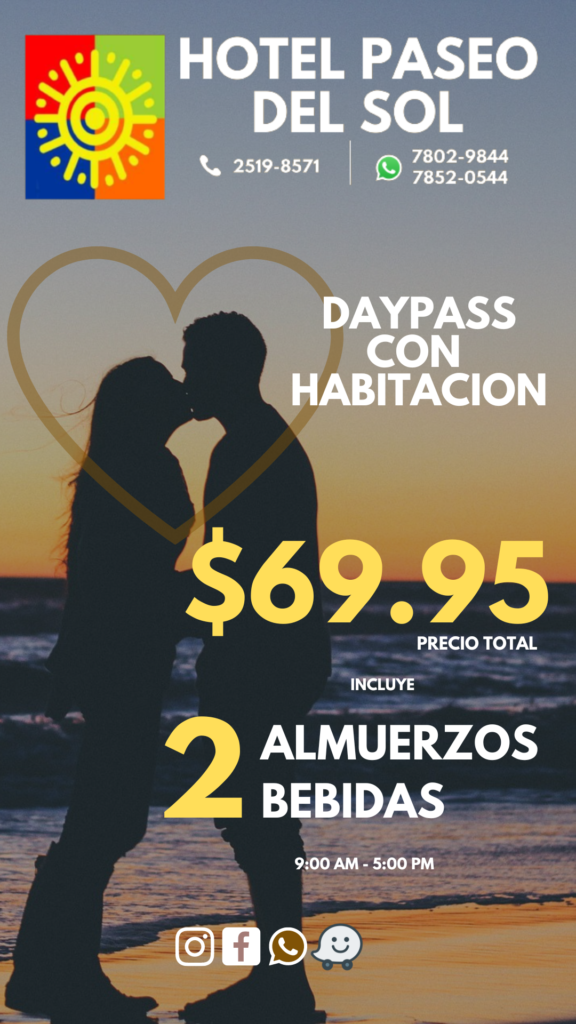 HOTEL PASEO
DEL SOL
2519-8571
7802-9844
7852-0544
DAYPASS
CON
HABITACION
$69.95
PRECIO TOTAL
INCLUYE
2 ALMUERZOS
BEBIDAS
9:00 AM - 5:00 PM